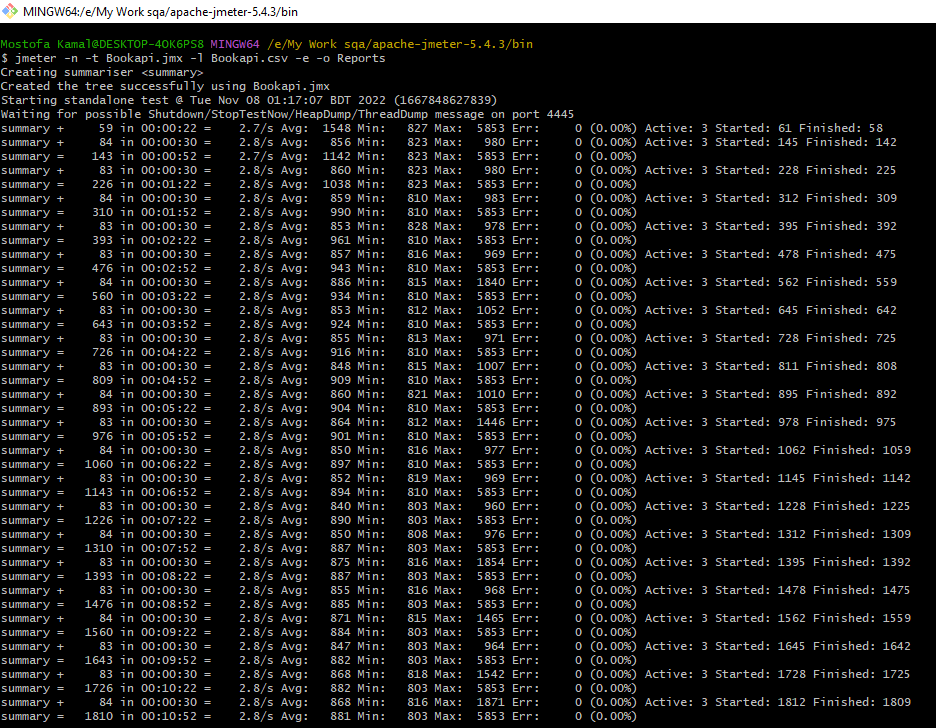 MINGW64:/e/My Work sqa/apache-jmeter-5.4.3/bin
Mostofa Kamal@DESKTOP-4OK6PS8 MINGW64 /e/My Work sqa/apache-jmeter-5.4.3/bin
$ jmeter -n -t Bookapi.jmx -l Bookapi.csv -e -o Reports
Creating summariser <summary>
Created the tree successfully using Bookapi.jmx
Starting standalone test @ Tue Nov 08 01:17:07 BDT 2022 (1667848627839)
Waiting for possible Shutdown/StopTestNow/HeapDump/ThreadDump message on port 4445
summary +     59 in 00:00:22 =    2.7/s Avg:  1548 Min:   827 Max:  5853 Err:     0 (0.00%) Active: 3 Started: 61 Finished: 58
summary +     84 in 00:00:30 =    2.8/s Avg:   856 Min:   823 Max:   980 Err:     0 (0.00%) Active: 3 Started: 145 Finished: 142
summary =    143 in 00:00:52 =    2.7/s Avg:  1142 Min:   823 Max:  5853 Err:     0 (0.00%)
summary +     83 in 00:00:30 =    2.8/s Avg:   860 Min:   823 Max:   980 Err:     0 (0.00%) Active: 3 Started: 228 Finished: 225
summary =    226 in 00:01:22 =    2.8/s Avg:  1038 Min:   823 Max:  5853 Err:     0 (0.00%)
summary +     84 in 00:00:30 =    2.8/s Avg:   859 Min:   810 Max:   983 Err:     0 (0.00%) Active: 3 Started: 312 Finished: 309
summary =    310 in 00:01:52 =    2.8/s Avg:   990 Min:   810 Max:  5853 Err:     0 (0.00%)
summary +     83 in 00:00:30 =    2.8/s Avg:   853 Min:   828 Max:   978 Err:     0 (0.00%) Active: 3 Started: 395 Finished: 392
summary =    393 in 00:02:22 =    2.8/s Avg:   961 Min:   810 Max:  5853 Err:     0 (0.00%)
summary +     83 in 00:00:30 =    2.8/s Avg:   857 Min:   816 Max:   969 Err:     0 (0.00%) Active: 3 Started: 478 Finished: 475
summary =    476 in 00:02:52 =    2.8/s Avg:   943 Min:   810 Max:  5853 Err:     0 (0.00%)
summary +     84 in 00:00:30 =    2.8/s Avg:   886 Min:   815 Max:  1840 Err:     0 (0.00%) Active: 3 Started: 562 Finished: 559
summary =    560 in 00:03:22 =    2.8/s Avg:   934 Min:   810 Max:  5853 Err:     0 (0.00%)
summary +     83 in 00:00:30 =    2.8/s Avg:   853 Min:   812 Max:  1052 Err:     0 (0.00%) Active: 3 Started: 645 Finished: 642
summary =    643 in 00:03:52 =    2.8/s Avg:   924 Min:   810 Max:  5853 Err:     0 (0.00%)
summary +     83 in 00:00:30 =    2.8/s Avg:   855 Min:   813 Max:   971 Err:     0 (0.00%) Active: 3 Started: 728 Finished: 725
summary =    726 in 00:04:22 =    2.8/s Avg:   916 Min:   810 Max:  5853 Err:     0 (0.00%)
summary +     83 in 00:00:30 =    2.8/s Avg:   848 Min:   815 Max:  1007 Err:     0 (0.00%) Active: 3 Started: 811 Finished: 808
summary =    809 in 00:04:52 =    2.8/s Avg:   909 Min:   810 Max:  5853 Err:     0 (0.00%)
summary +     84 in 00:00:30 =    2.8/s Avg:   860 Min:   821 Max:  1010 Err:     0 (0.00%) Active: 3 Started: 895 Finished: 892
summary =    893 in 00:05:22 =    2.8/s Avg:   904 Min:   810 Max:  5853 Err:     0 (0.00%)
summary +     83 in 00:00:30 =    2.8/s Avg:   864 Min:   812 Max:  1446 Err:     0 (0.00%) Active: 3 Started: 978 Finished: 975
summary =    976 in 00:05:52 =    2.8/s Avg:   901 Min:   810 Max:  5853 Err:     0 (0.00%)
summary +     84 in 00:00:30 =    2.8/s Avg:   850 Min:   816 Max:   977 Err:     0 (0.00%) Active: 3 Started: 1062 Finished: 1059
summary =   1060 in 00:06:22 =    2.8/s Avg:   897 Min:   810 Max:  5853 Err:     0 (0.00%)
summary +     83 in 00:00:30 =    2.8/s Avg:   852 Min:   819 Max:   969 Err:     0 (0.00%) Active: 3 Started: 1145 Finished: 1142
summary =   1143 in 00:06:52 =    2.8/s Avg:   894 Min:   810 Max:  5853 Err:     0 (0.00%)
summary +     83 in 00:00:30 =    2.8/s Avg:   840 Min:   803 Max:   960 Err:     0 (0.00%) Active: 3 Started: 1228 Finished: 1225
summary =   1226 in 00:07:22 =    2.8/s Avg:   890 Min:   803 Max:  5853 Err:     0 (0.00%)
summary +     84 in 00:00:30 =    2.8/s Avg:   850 Min:   808 Max:   976 Err:     0 (0.00%) Active: 3 Started: 1312 Finished: 1309
summary =   1310 in 00:07:52 =    2.8/s Avg:   887 Min:   803 Max:  5853 Err:     0 (0.00%)
summary +     83 in 00:00:30 =    2.8/s Avg:   875 Min:   816 Max:  1854 Err:     0 (0.00%) Active: 3 Started: 1395 Finished: 1392
summary =   1393 in 00:08:22 =    2.8/s Avg:   887 Min:   803 Max:  5853 Err:     0 (0.00%)
summary +     83 in 00:00:30 =    2.8/s Avg:   855 Min:   816 Max:   968 Err:     0 (0.00%) Active: 3 Started: 1478 Finished: 1475
summary =   1476 in 00:08:52 =    2.8/s Avg:   885 Min:   803 Max:  5853 Err:     0 (0.00%)
summary +     84 in 00:00:30 =    2.8/s Avg:   871 Min:   815 Max:  1465 Err:     0 (0.00%) Active: 3 Started: 1562 Finished: 1559
summary =   1560 in 00:09:22 =    2.8/s Avg:   884 Min:   803 Max:  5853 Err:     0 (0.00%)
summary +     83 in 00:00:30 =    2.8/s Avg:   847 Min:   803 Max:   964 Err:     0 (0.00%) Active: 3 Started: 1645 Finished: 1642
summary =   1643 in 00:09:52 =    2.8/s Avg:   882 Min:   803 Max:  5853 Err:     0 (0.00%)
summary +     83 in 00:00:30 =    2.8/s Avg:   868 Min:   818 Max:  1542 Err:     0 (0.00%) Active: 3 Started: 1728 Finished: 1725
summary =   1726 in 00:10:22 =    2.8/s Avg:   882 Min:   803 Max:  5853 Err:     0 (0.00%)
summary +     84 in 00:00:30 =    2.8/s Avg:   868 Min:   816 Max:  1871 Err:     0 (0.00%) Active: 3 Started: 1812 Finished: 1809
summary =   1810 in 00:10:52 =    2.8/s Avg:   881 Min:   803 Max:  5853 Err:     0 (0.00%)